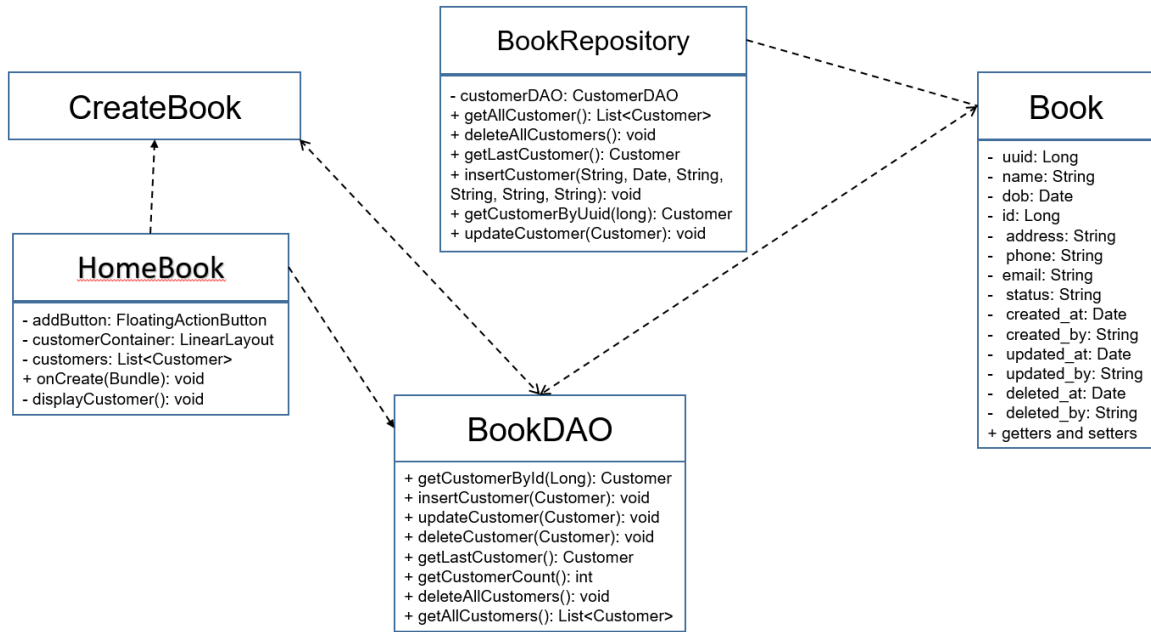 BookRepository
- customerDAO: CustomerDAO
+ getAllCustomer(): List<Customer>
+ deleteAllCustomers(): void
+ getLastCustomer(): Customer
+ insertCustomer(String, Date, String,
String, String, String): void
+ getCustomerByUuid(long): Customer
+ updateCustomer(Customer): void
CreateBook
Book
- uuid: Long
- name: String
- dob: Date
- id: Long
- address: String
- phone: String
- email: String
- status: String
- created_at: Date
- created_by: String
- updated_at: Date
- updated_by: String
- deleted_at: Date
- deleted_by: String
+ getters and setters
HomeBook
- addButton: FloatingActionButton
- customerContainer: LinearLayout
- customers: List<Customer>
+ onCreate(Bundle): void
- displayCustomer(): void
BookDAO
+ getCustomerById(Long): Customer
+ insertCustomer(Customer): void
+ updateCustomer(Customer): void
+ deleteCustomer(Customer): void
+ getLastCustomer(): Customer
+ getCustomerCount(): int
+ deleteAllCustomers(): void
+ getAllCustomers(): List<Customer>